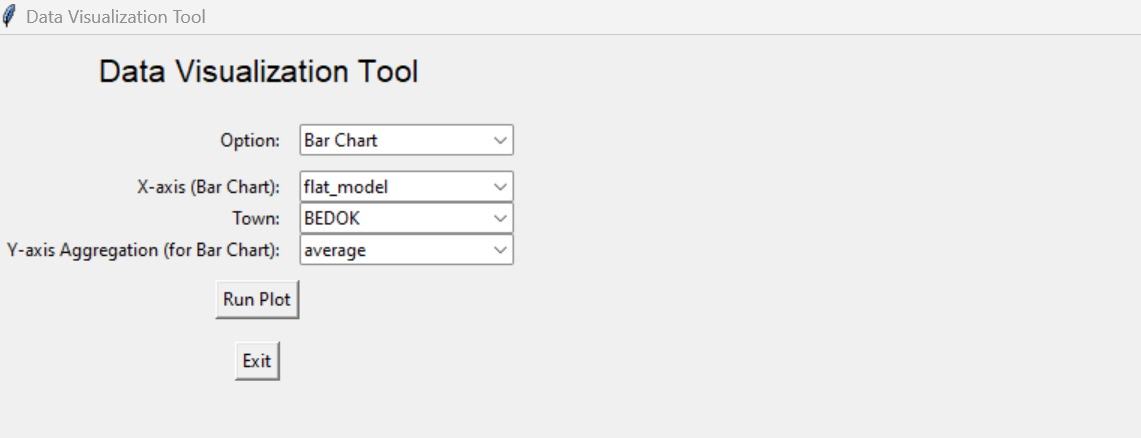 Data Visualization Tool
Data Visualization Tool
Option: Bar Chart
X-axis (Bar Chart): flat_model
Town: BEDOK
Y-axis Aggregation (for Bar Chart): average
Run Plot
Exit